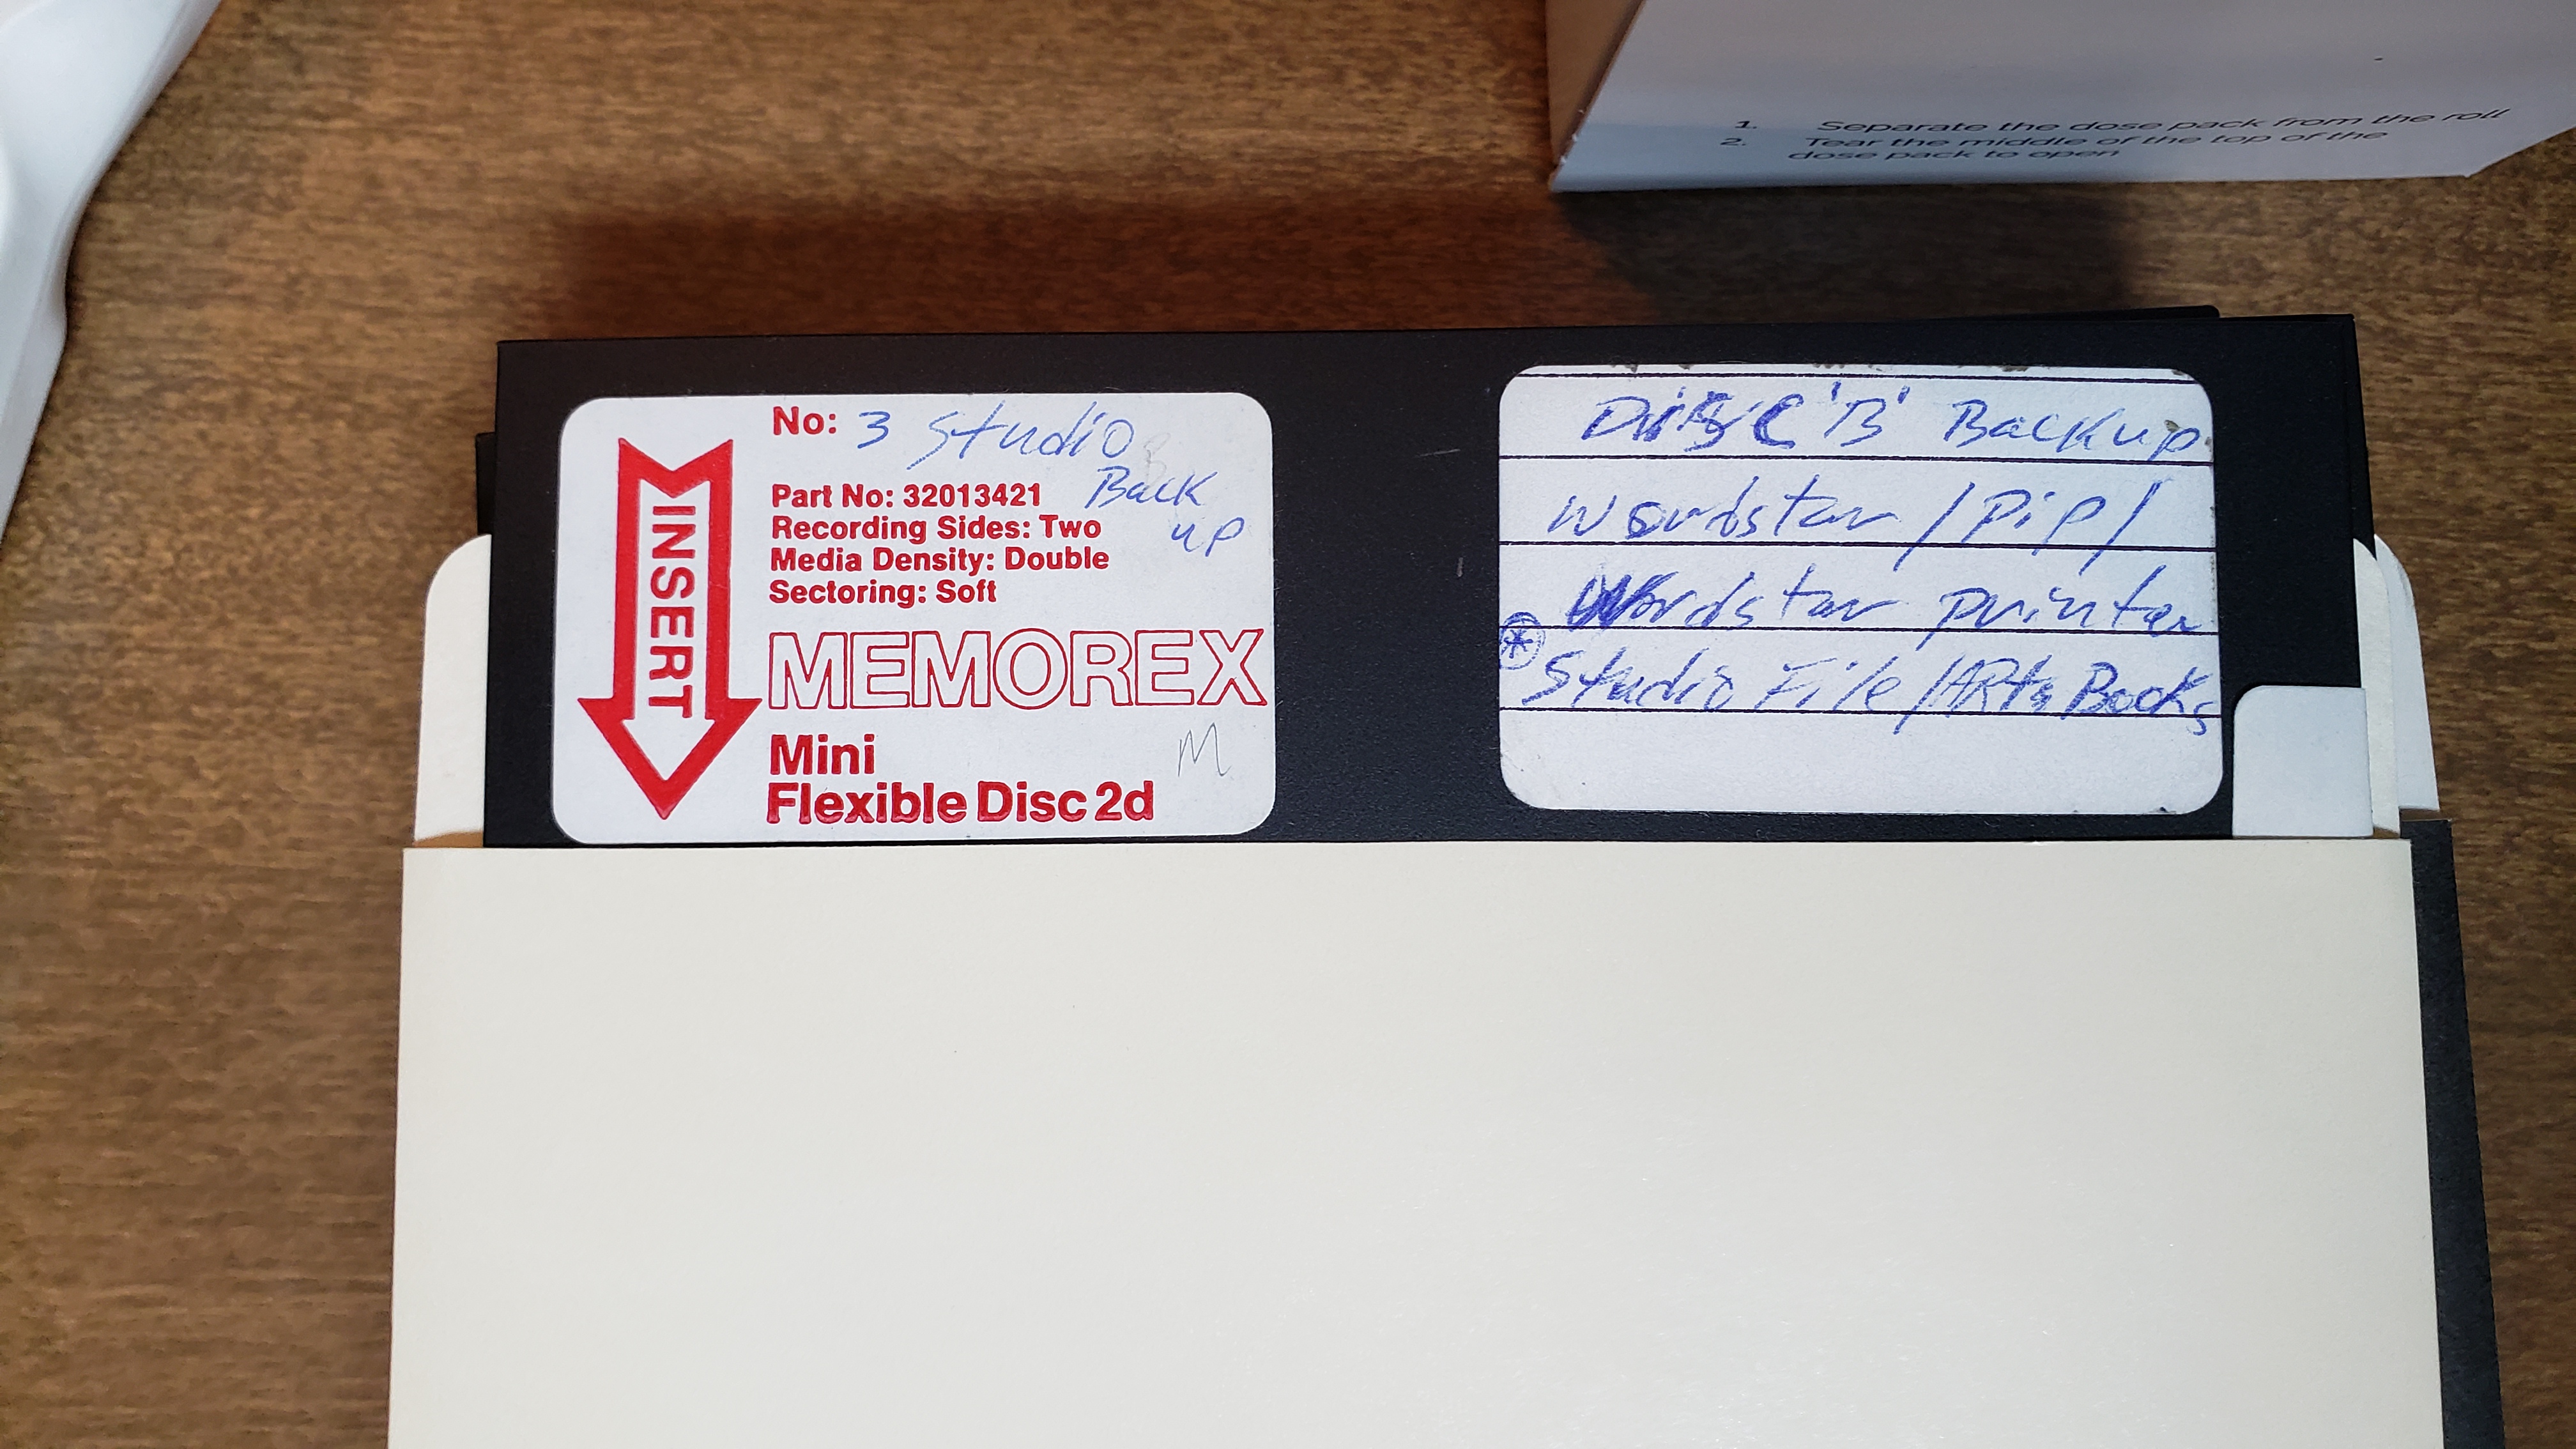 1. Separate the dose pack from the roll
2. Tear the middle of the top of the
dose pack to open
No: 3 Studio
Back
up
Part No: 32013421
Recording Sides: Two
Media Density: Double
Sectoring: Soft
INSERT
MEMOREX
M
Mini
Flexible Disc 2d
Disc 'B' Backup
Wordstar / Pip /
Wordstar printer
* Studio File / ARts Books